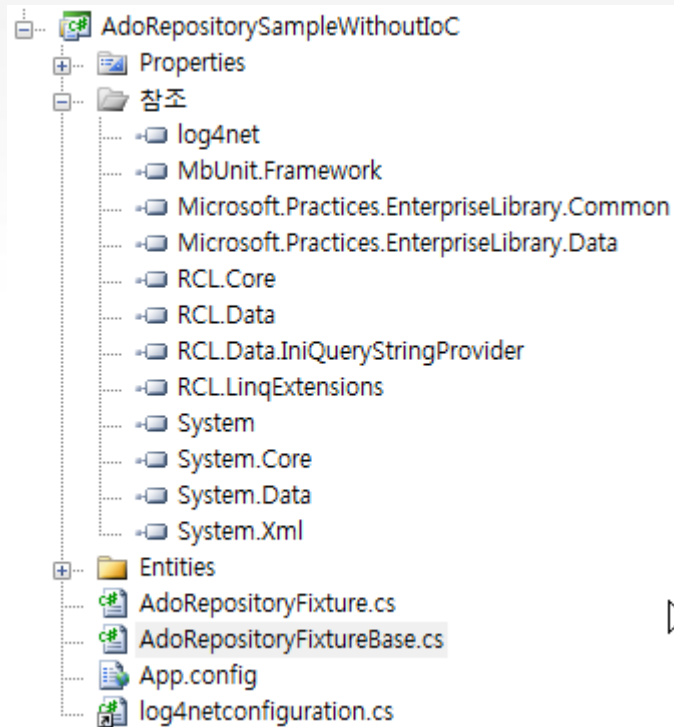 AdoRepositorySampleWithoutIoC
Properties
참조
log4net
MbUnit.Framework
Microsoft.Practices.EnterpriseLibrary.Common
Microsoft.Practices.EnterpriseLibrary.Data
RCL.Core
RCL.Data
RCL.Data.IniQueryStringProvider
RCL.LinqExtensions
System
System.Core
System.Data
System.Xml
Entities
AdoRepositoryFixture.cs
AdoRepositoryFixtureBase.cs
App.config
log4netconfiguration.cs